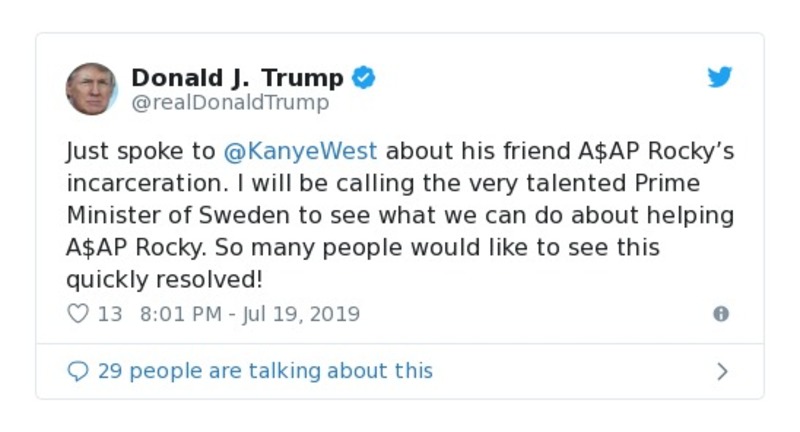 Donald J. Trump
@realDonaldTrump
Just spoke to @KanyeWest about his friend A$AP Rocky’s
incarceration. I will be calling the very talented Prime
Minister of Sweden to see what we can do about helping
A$AP Rocky. So many people would like to see this
quickly resolved!
13 8:01 PM - Jul 19, 2019
29 people are talking about this